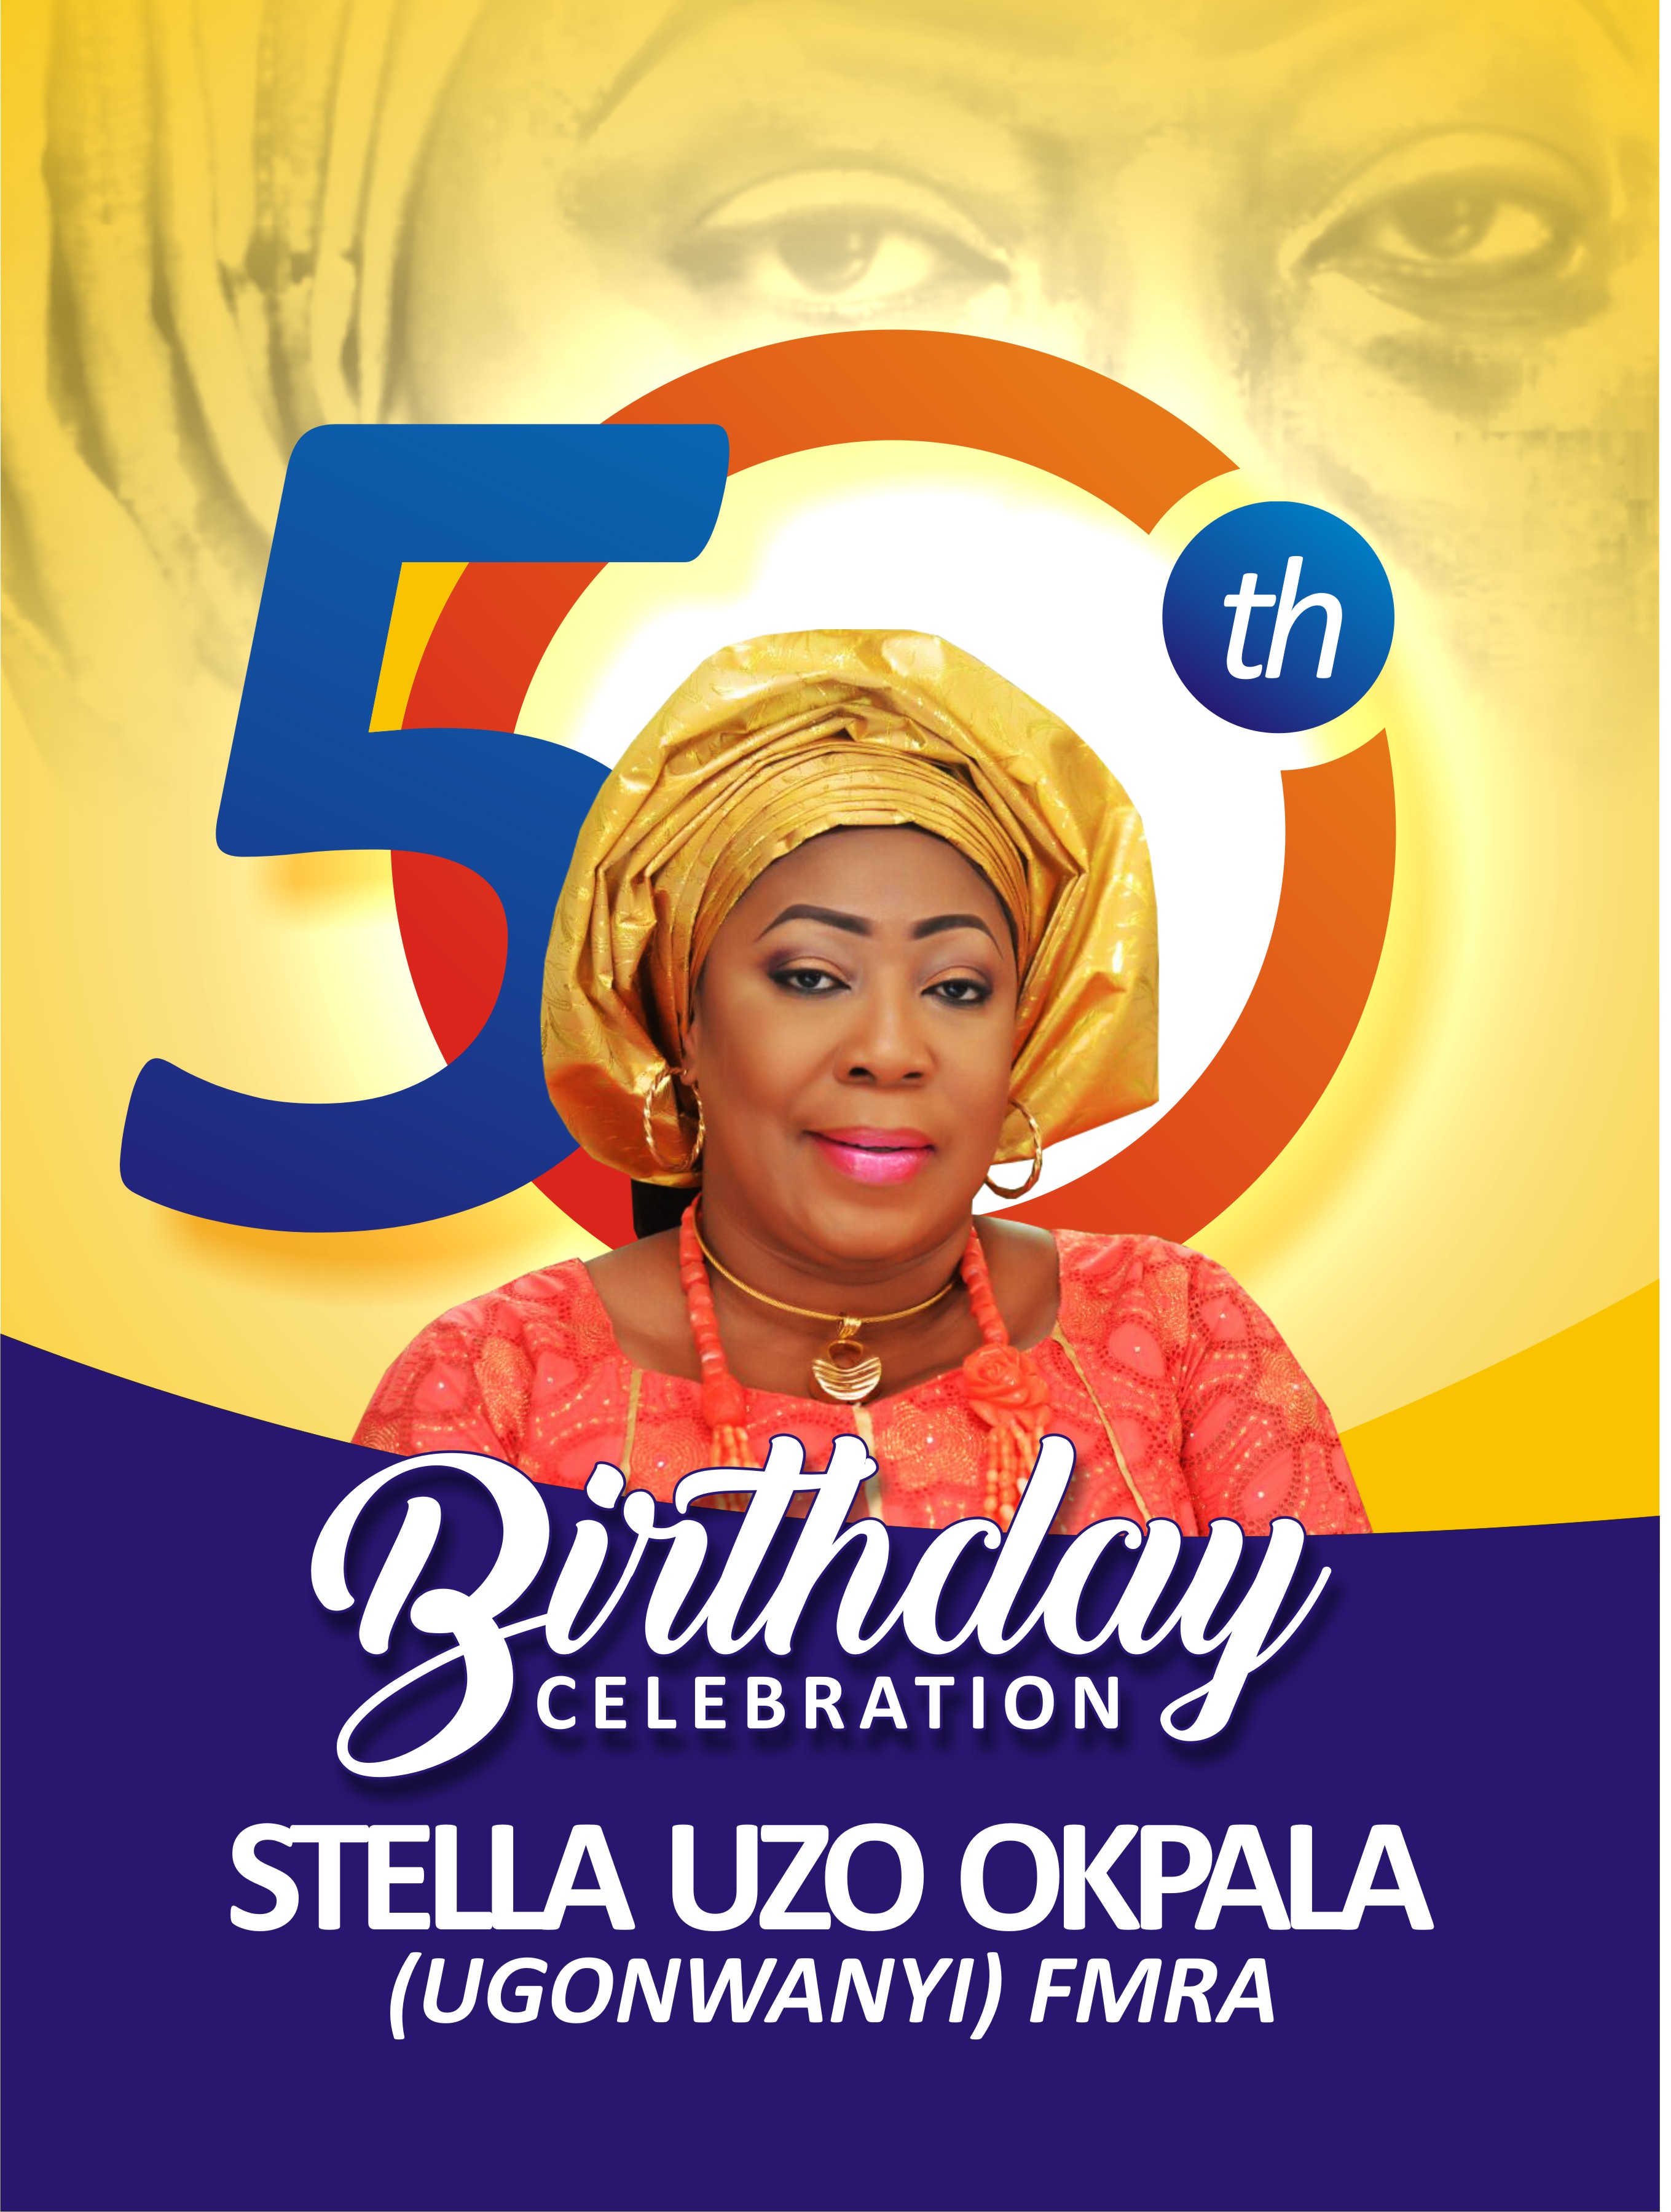 50th
Birthday
CELEBRATION
STELLA UZO OKPALA
(UGONWANYI) FMRA